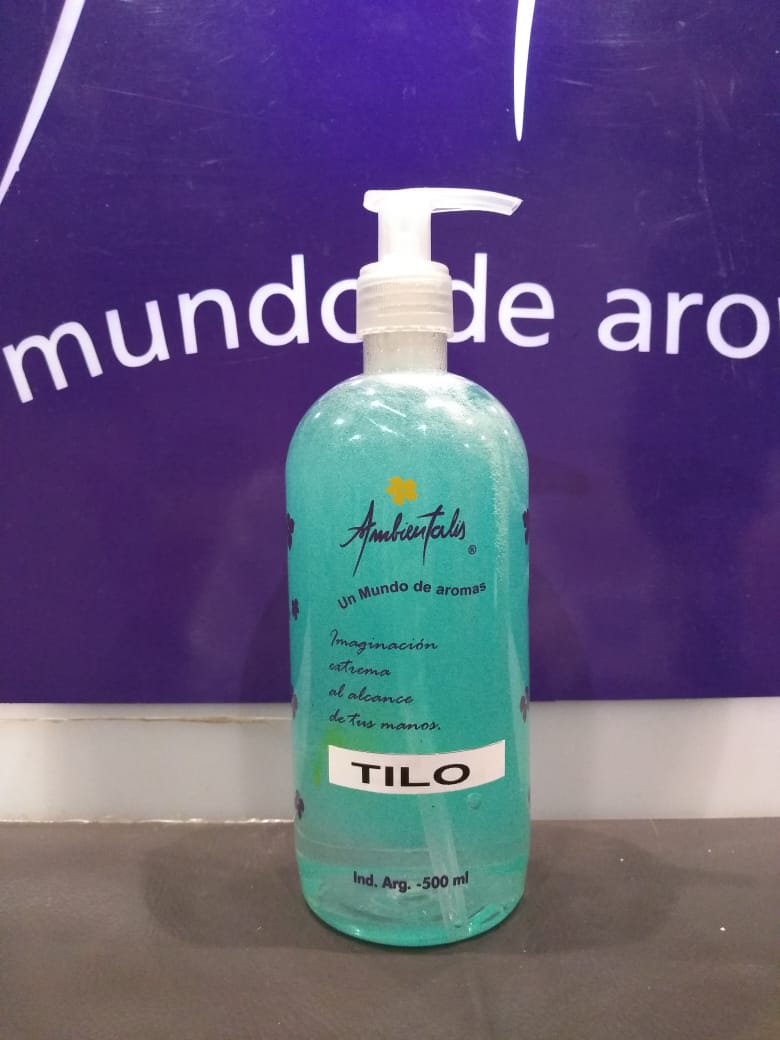 mundo de aro
Ambientalis
®
Un Mundo de aromas
Imaginación
extrema
al alcance
de tus manos.
TILO
Ind. Arg. -500 ml